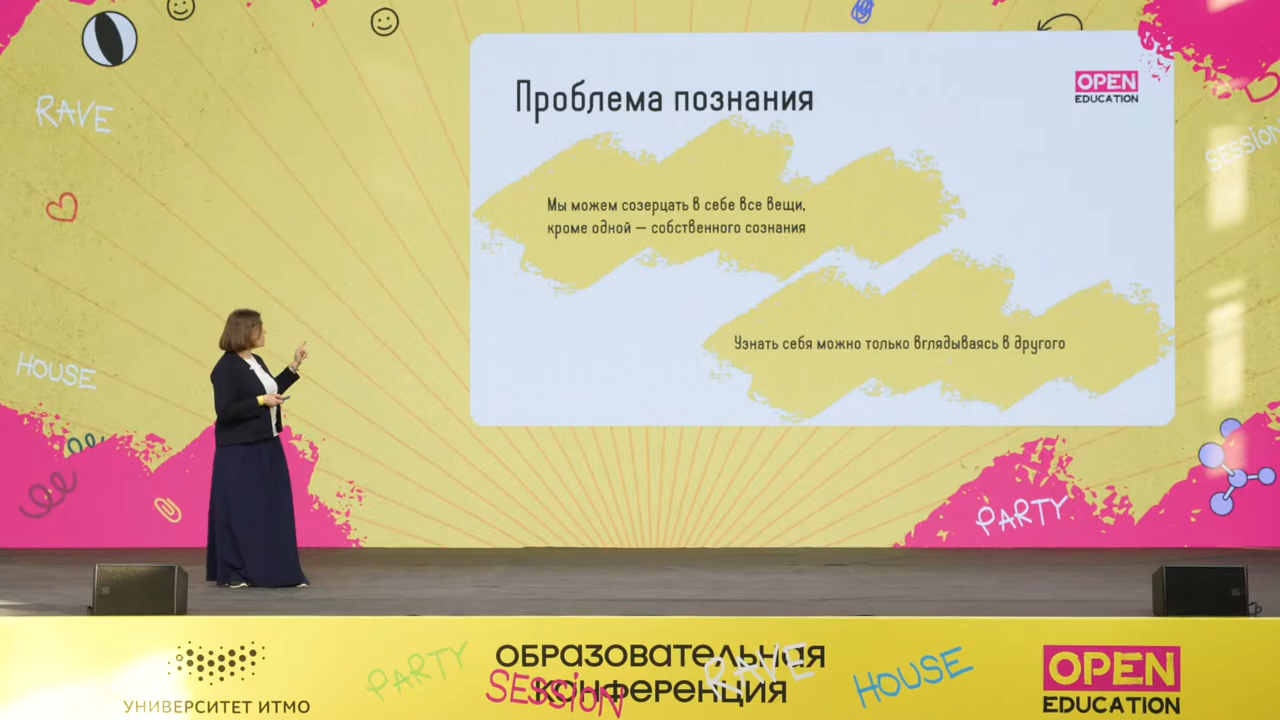 RAVE
SESSION
HOUSE
Проблема познания
OPEN
EDUCATION
Мы можем созерцать в себе все вещи,
кроме одной — собственного сознания
Узнать себя можно только вглядываясь в другого
PARTY
УНИВЕРСИТЕТ ИТМО
PARTY
ОБРАЗОВАТЕЛЬНАЯ
КОНФЕРЕНЦИЯ
SESSION
RAVE
HOUSE
OPEN
EDUCATION